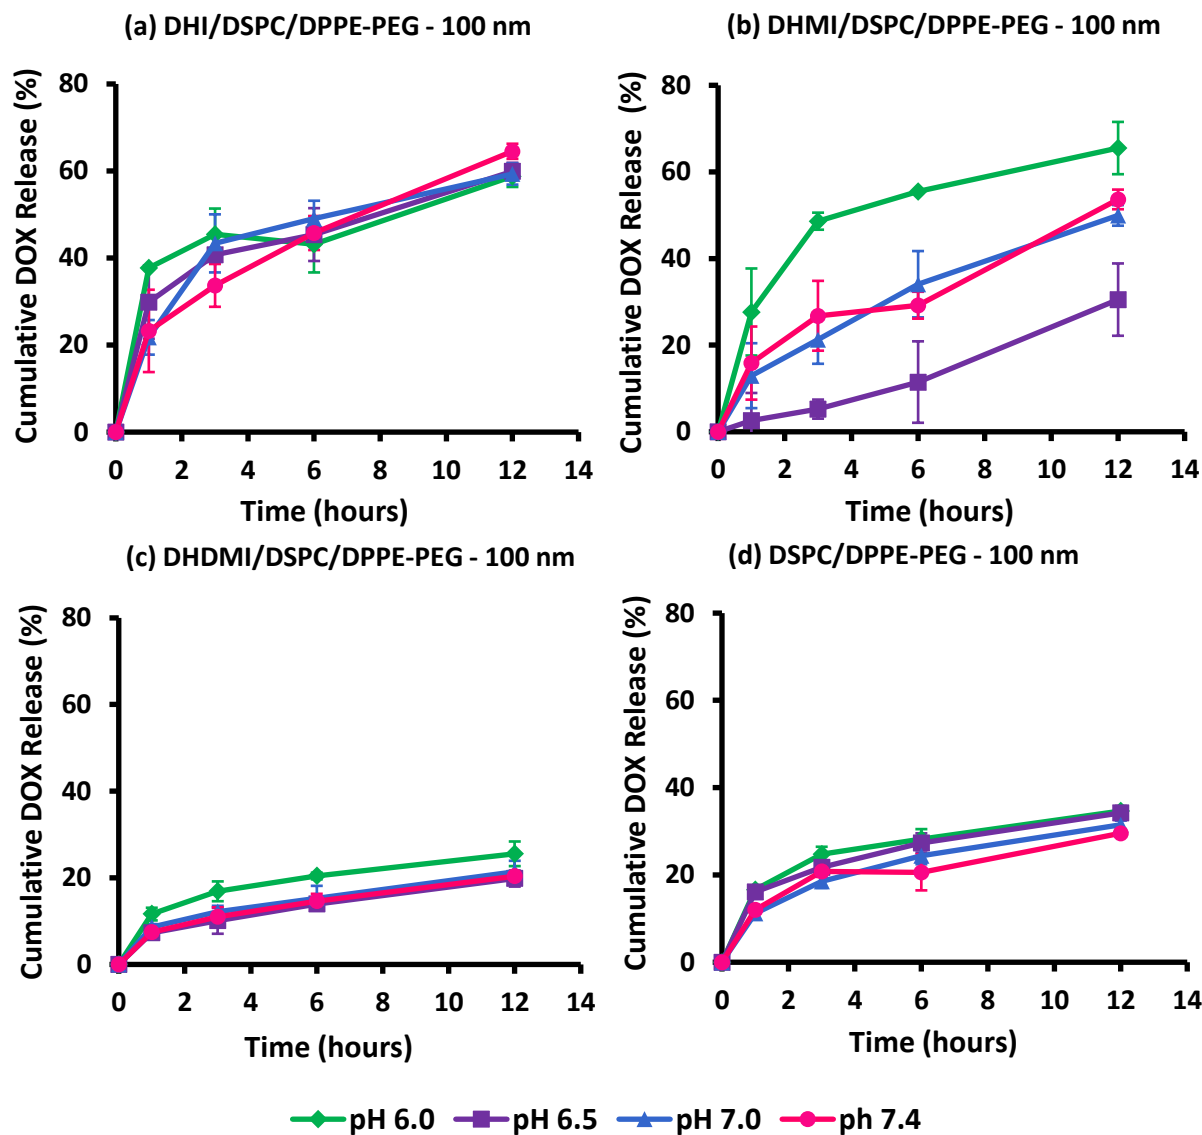 (a) DHI/DSPC/DPPE-PEG - 100 nm
Cumulative DOX Release (%)
80
60
40
20
0
0 2 4 6 8 10 12 14
Time (hours)
(b) DHMI/DSPC/DPPE-PEG - 100 nm
Cumulative DOX Release (%)
80
60
40
20
0
0 2 4 6 8 10 12 14
Time (hours)
(c) DHDMI/DSPC/DPPE-PEG - 100 nm
Cumulative DOX Release (%)
80
60
40
20
0
0 2 4 6 8 10 12 14
Time (hours)
(d) DSPC/DPPE-PEG - 100 nm
Cumulative DOX Release (%)
80
60
40
20
0
0 2 4 6 8 10 12 14
Time (hours)
pH 6.0 pH 6.5 pH 7.0 ph 7.4